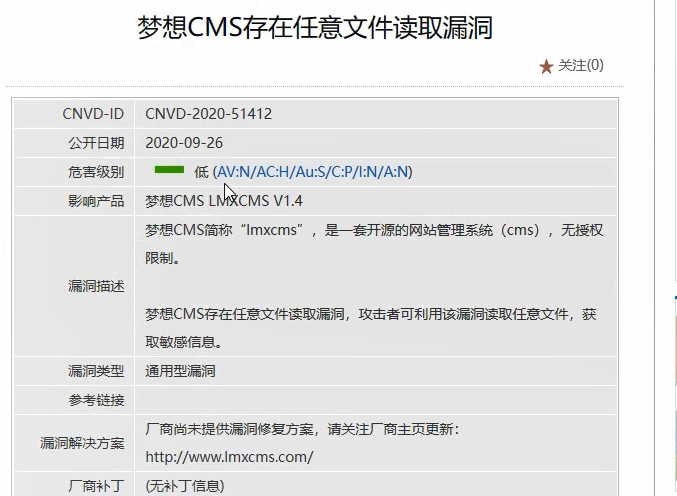 梦想CMS存在任意文件读取漏洞
关注(0)
CNVD-ID CNVD-2020-51412
公开日期 2020-09-26
危害级别 低 (AV:N/AC:H/Au:S/C:P/I:N/A:N)
影响产品 梦想CMS LMXCMS V1.4
漏洞描述
梦想CMS简称“lmxcms”，是一套开源的网站管理系统（cms），无授权
限制。
梦想CMS存在任意文件读取漏洞，攻击者可利用该漏洞读取任意文件，获
取敏感信息。
漏洞类型 通用型漏洞
参考链接
漏洞解决方案
厂商尚未提供漏洞修复方案，请关注厂商主页更新：
http://www.lmxcms.com/
厂商补丁 (无补丁信息)